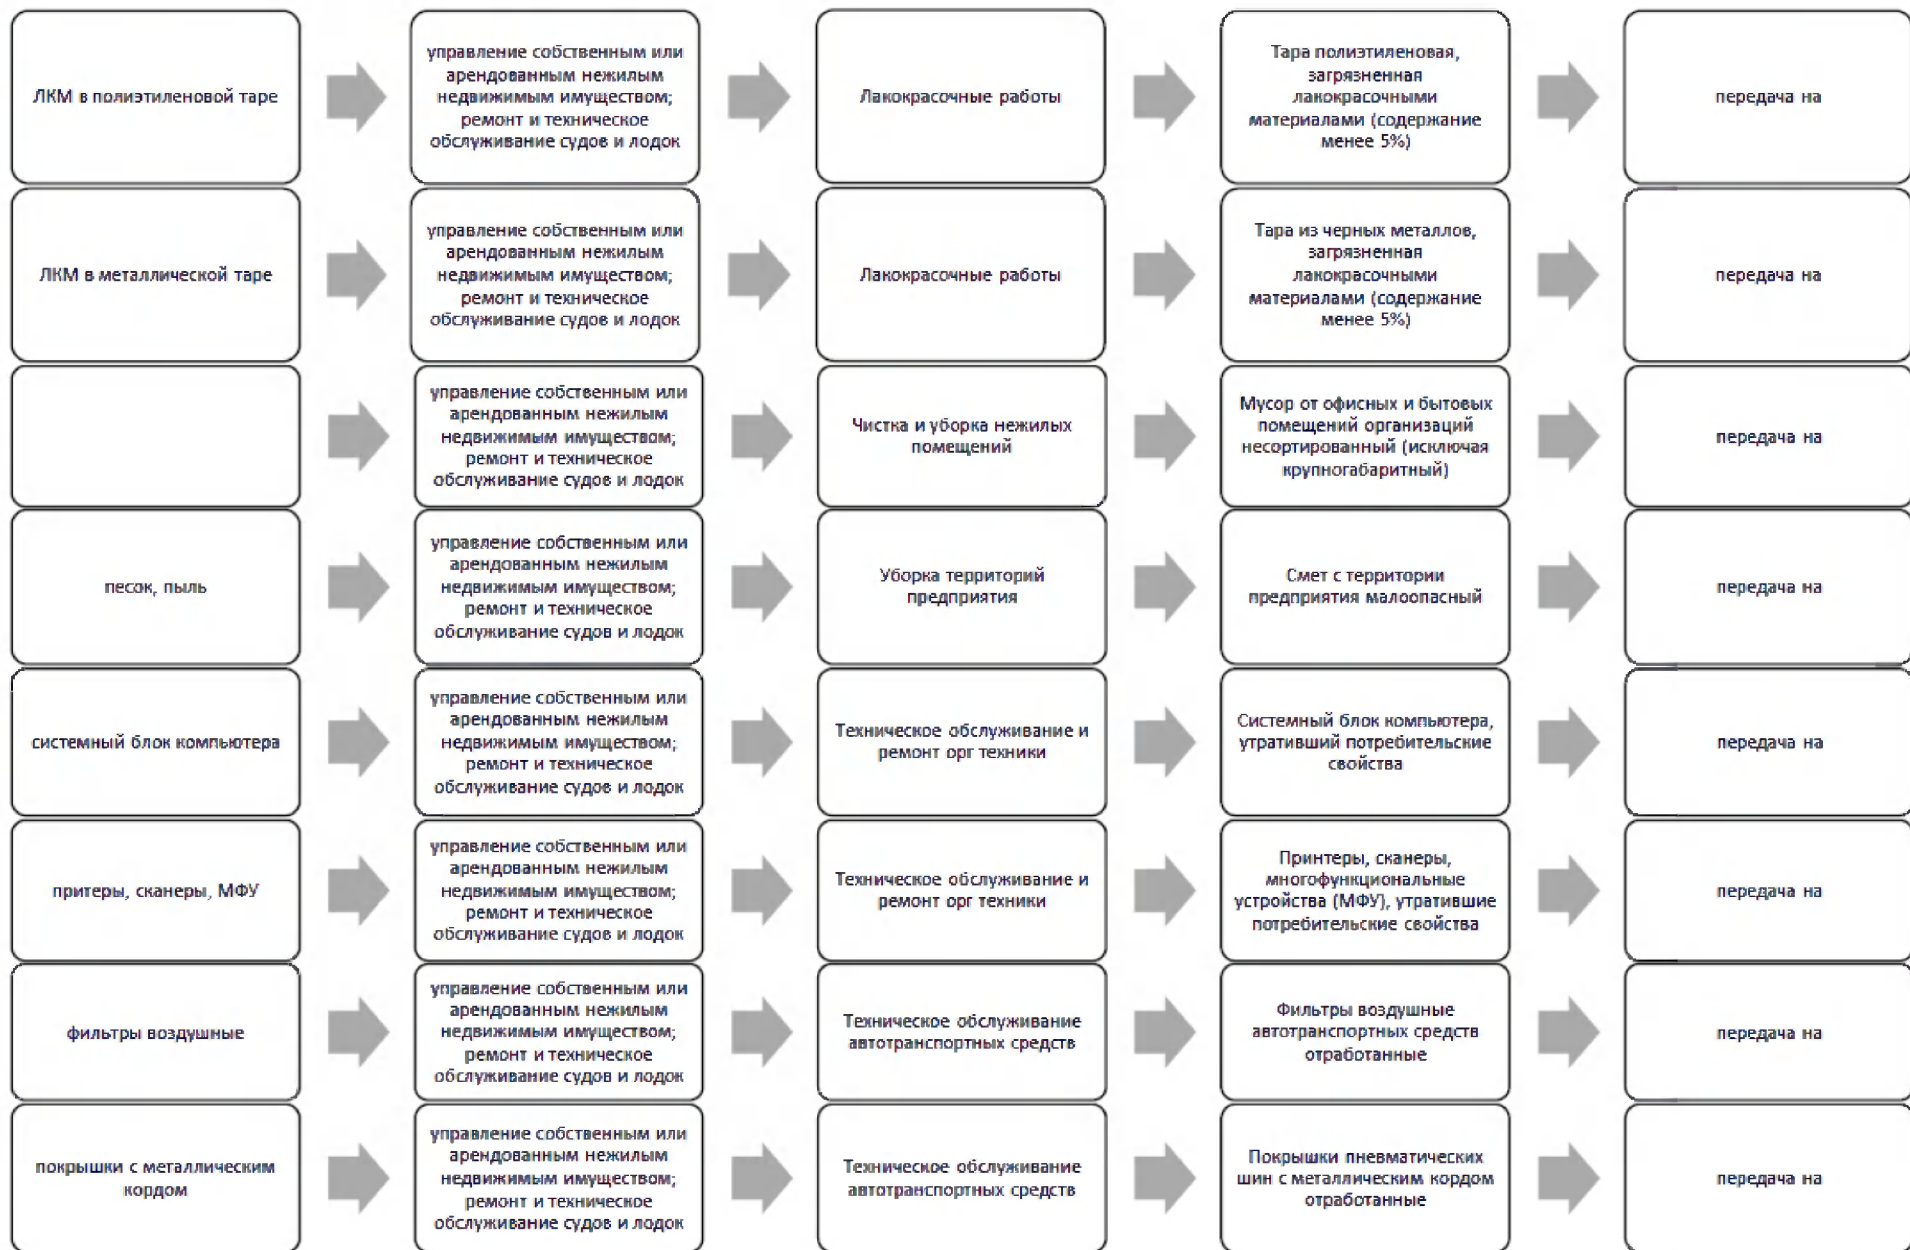 ЛКМ в полиэтиленовой таре
управление собственным или
арендованным нежилым
недвижимым имуществом;
ремонт и техническое
обслуживание судов и лодок
Лакокрасочные работы
Тара полиэтиленовая,
загрязненная
лакокрасочными
материалами (содержание
менее 5%)
передача на
ЛКМ в металлической таре
управление собственным или
арендованным нежилым
недвижимым имуществом;
ремонт и техническое
обслуживание судов и лодок
Лакокрасочные работы
Тара из черных металлов,
загрязненная
лакокрасочными
материалами (содержание
менее 5%)
передача на
управление собственным или
арендованным нежилым
недвижимым имуществом;
ремонт и техническое
обслуживание судов и лодок
Чистка и уборка нежилых
помещений
Мусор от офисных и бытовых
помещений организаций
несортированный (исключая
крупногабаритный)
передача на
песок, пыль
управление собственным или
арендованным нежилым
недвижимым имуществом;
ремонт и техническое
обслуживание судов и лодок
Уборка территорий
предприятия
Смет с территории
предприятия малоопасный
передача на
системный блок компьютера
управление собственным или
арендованным нежилым
недвижимым имуществом;
ремонт и техническое
обслуживание судов и лодок
Техническое обслуживание и
ремонт орг техники
Системный блок компьютера,
утративший потребительские
свойства
передача на
притеры, сканеры, МФУ
управление собственным или
арендованным нежилым
недвижимым имуществом;
ремонт и техническое
обслуживание судов и лодок
Техническое обслуживание и
ремонт орг техники
Принтеры, сканеры,
многофункциональные
устройства (МФУ), утратившие
потребительские свойства
передача на
фильтры воздушные
управление собственным или
арендованным нежилым
недвижимым имуществом;
ремонт и техническое
обслуживание судов и лодок
Техническое обслуживание
автотранспортных средств
Фильтры воздушные
автотранспортных средств
отработанные
передача на
покрышки с металлическим
кордом
управление собственным или
арендованным нежилым
недвижимым имуществом;
ремонт и техническое
обслуживание судов и лодок
Техническое обслуживание
автотранспортных средств
Покрышки пневматических
шин с металлическим кордом
отработанные
передача на